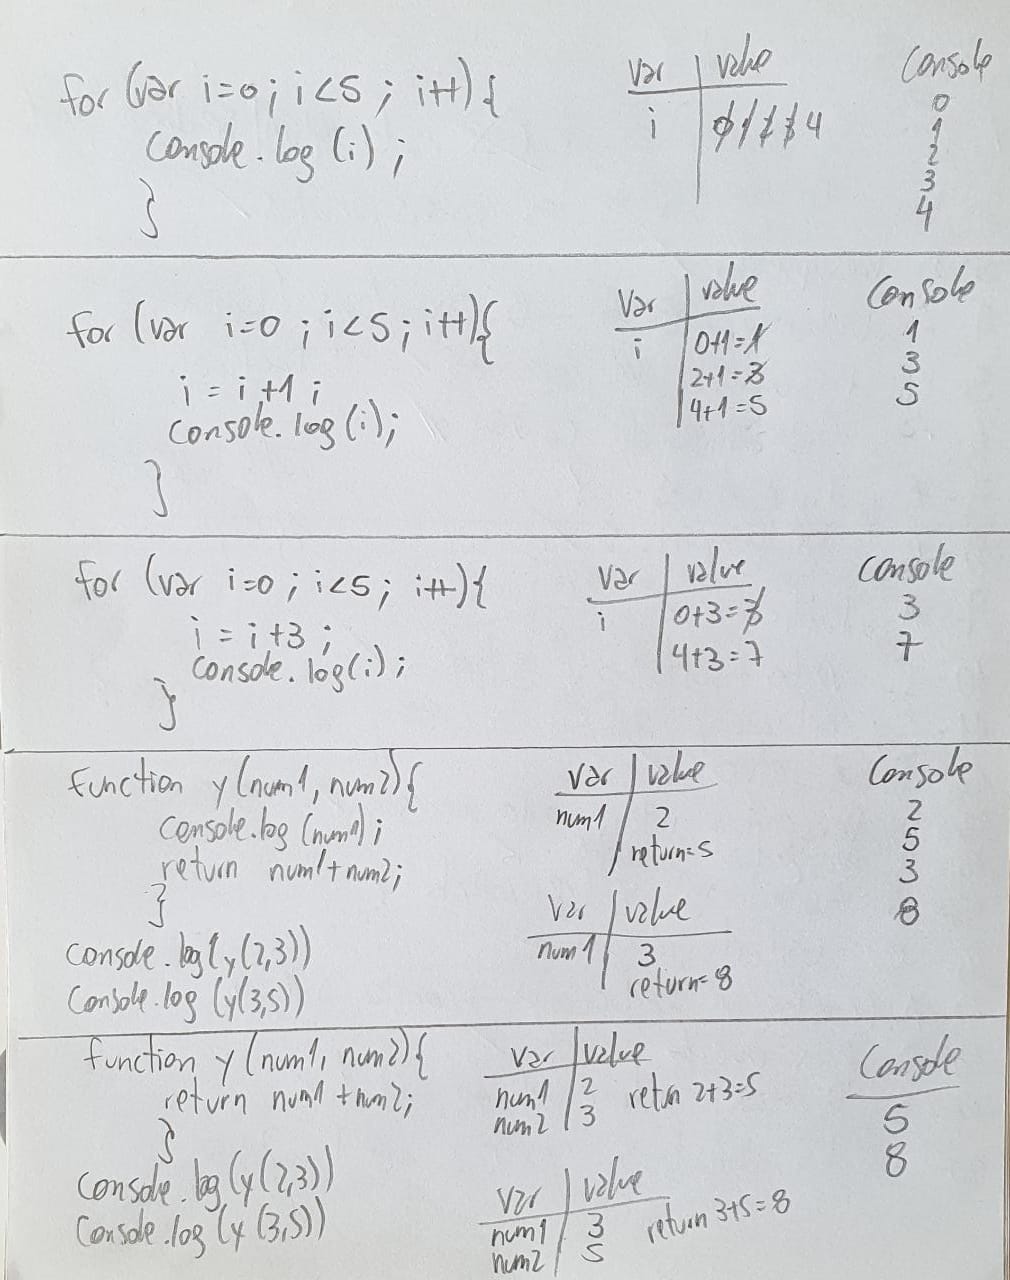 for (var i=0; i<5; i++){
console.log(i);
}
var | value
i | 0 1 2 3 4
Console
0
1
2
3
4
for (var i=0; i<5; i++){
i = i+1;
console.log(i);
}
Var | value
i | 0+1=1
2+1=3
4+1=5
Console
1
3
5
for (var i=0; i<5; i++){
i = i+3;
console.log(i);
}
Var | value
i | 0+3=3
4+3=7
Console
3
7
function y(num1, num2){
console.log(num1);
return num1+num2;
}
console.log(y(2,3))
Console.log(y(3,5))
Var | value
num1 | 2
return=5
Var | value
num1 | 3
return=8
Console
2
5
3
8
function y(num1, num2){
return num1+num2;
}
console.log(y(2,3))
Console.log(y(3,5))
Var | value
num1 | 2
num2 | 3
retun 2+3=5
Var | value
num1 | 3
num2 | 5
return 3+5=8
Console
5
8